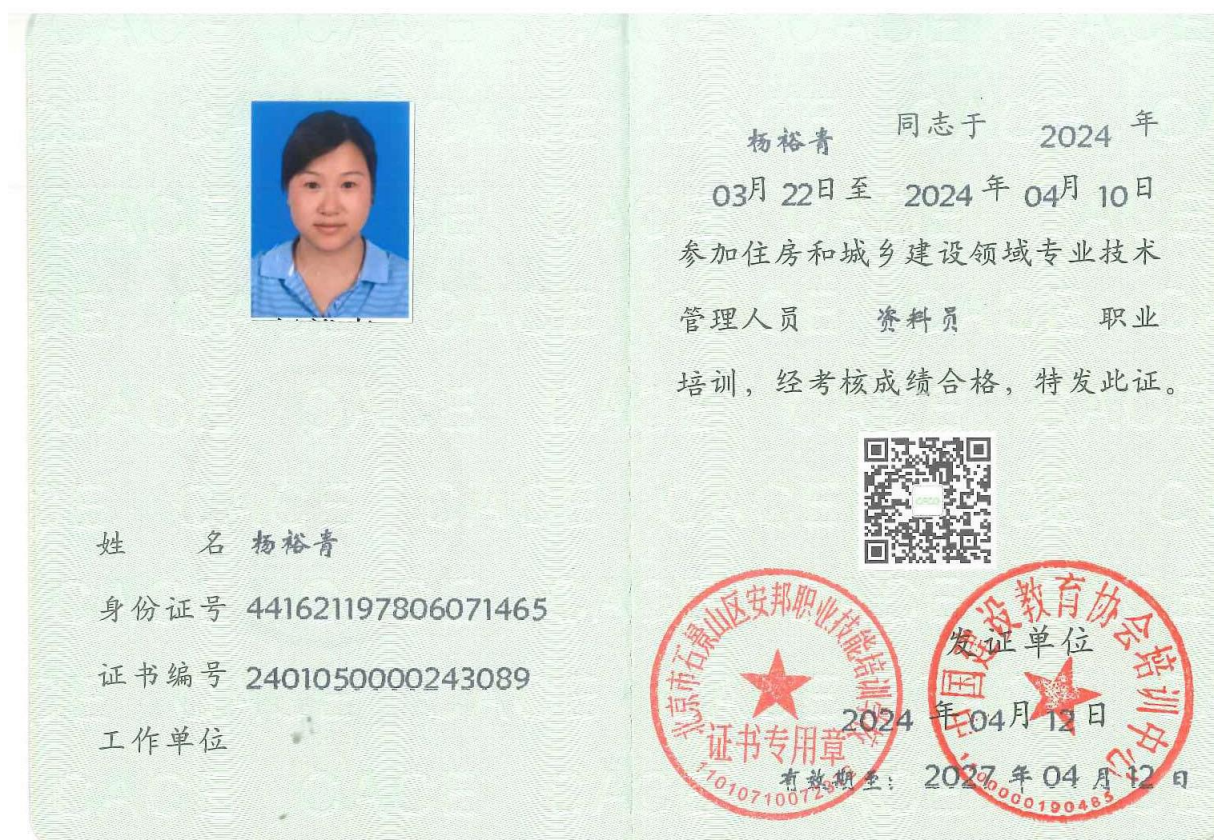 姓 名 杨裕青
身份证号 441621197806071465
证书编号 2401050000243089
工作单位
杨裕青 同志于 2024 年
03月 22日至 2024 年 04月 10日
参加住房和城乡建设领域专业技术
管理人员 资料员 职业
培训，经考核成绩合格，特发此证。
北京市石景山区安邦职业技能培训学校
证书专用章
中国建设教育协会培训中心
1100000190485
发证单位
2024 年 04月 12日
有效期至： 2027 年 04 月 12 日